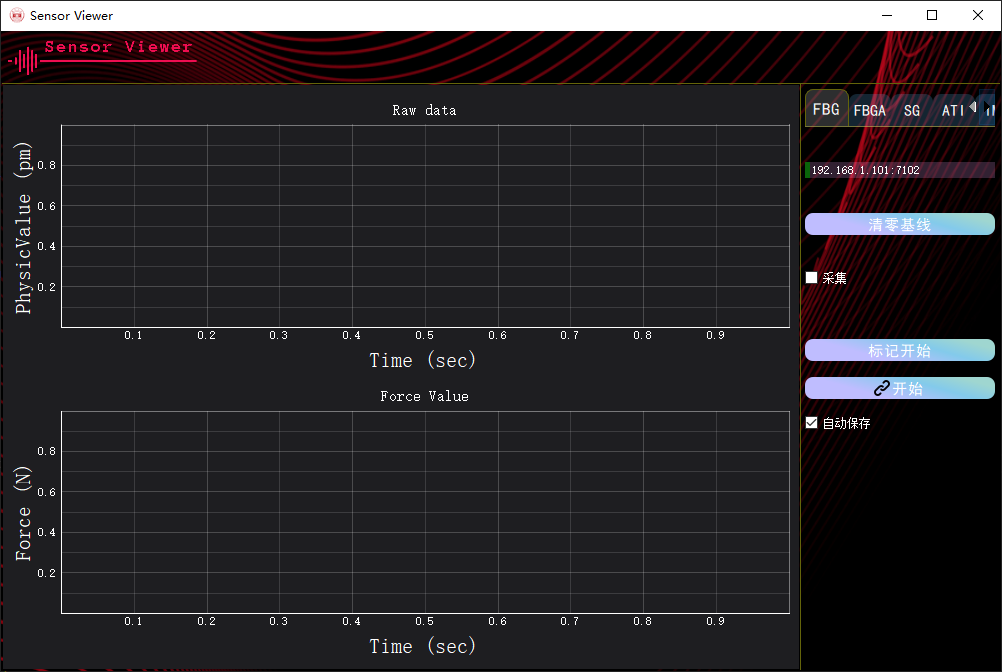 Sensor Viewer
Sensor Viewer
Raw data
PhysicValue (pm)
0.8
0.6
0.4
0.2
0.1 0.2 0.3 0.4 0.5 0.6 0.7 0.8 0.9
Time (sec)
Force Value
Force (N)
0.8
0.6
0.4
0.2
0.1 0.2 0.3 0.4 0.5 0.6 0.7 0.8 0.9
Time (sec)
FBG FBGA SG ATI
192.168.1.101:7102
清零基线
采集
标记开始
开始
自动保存